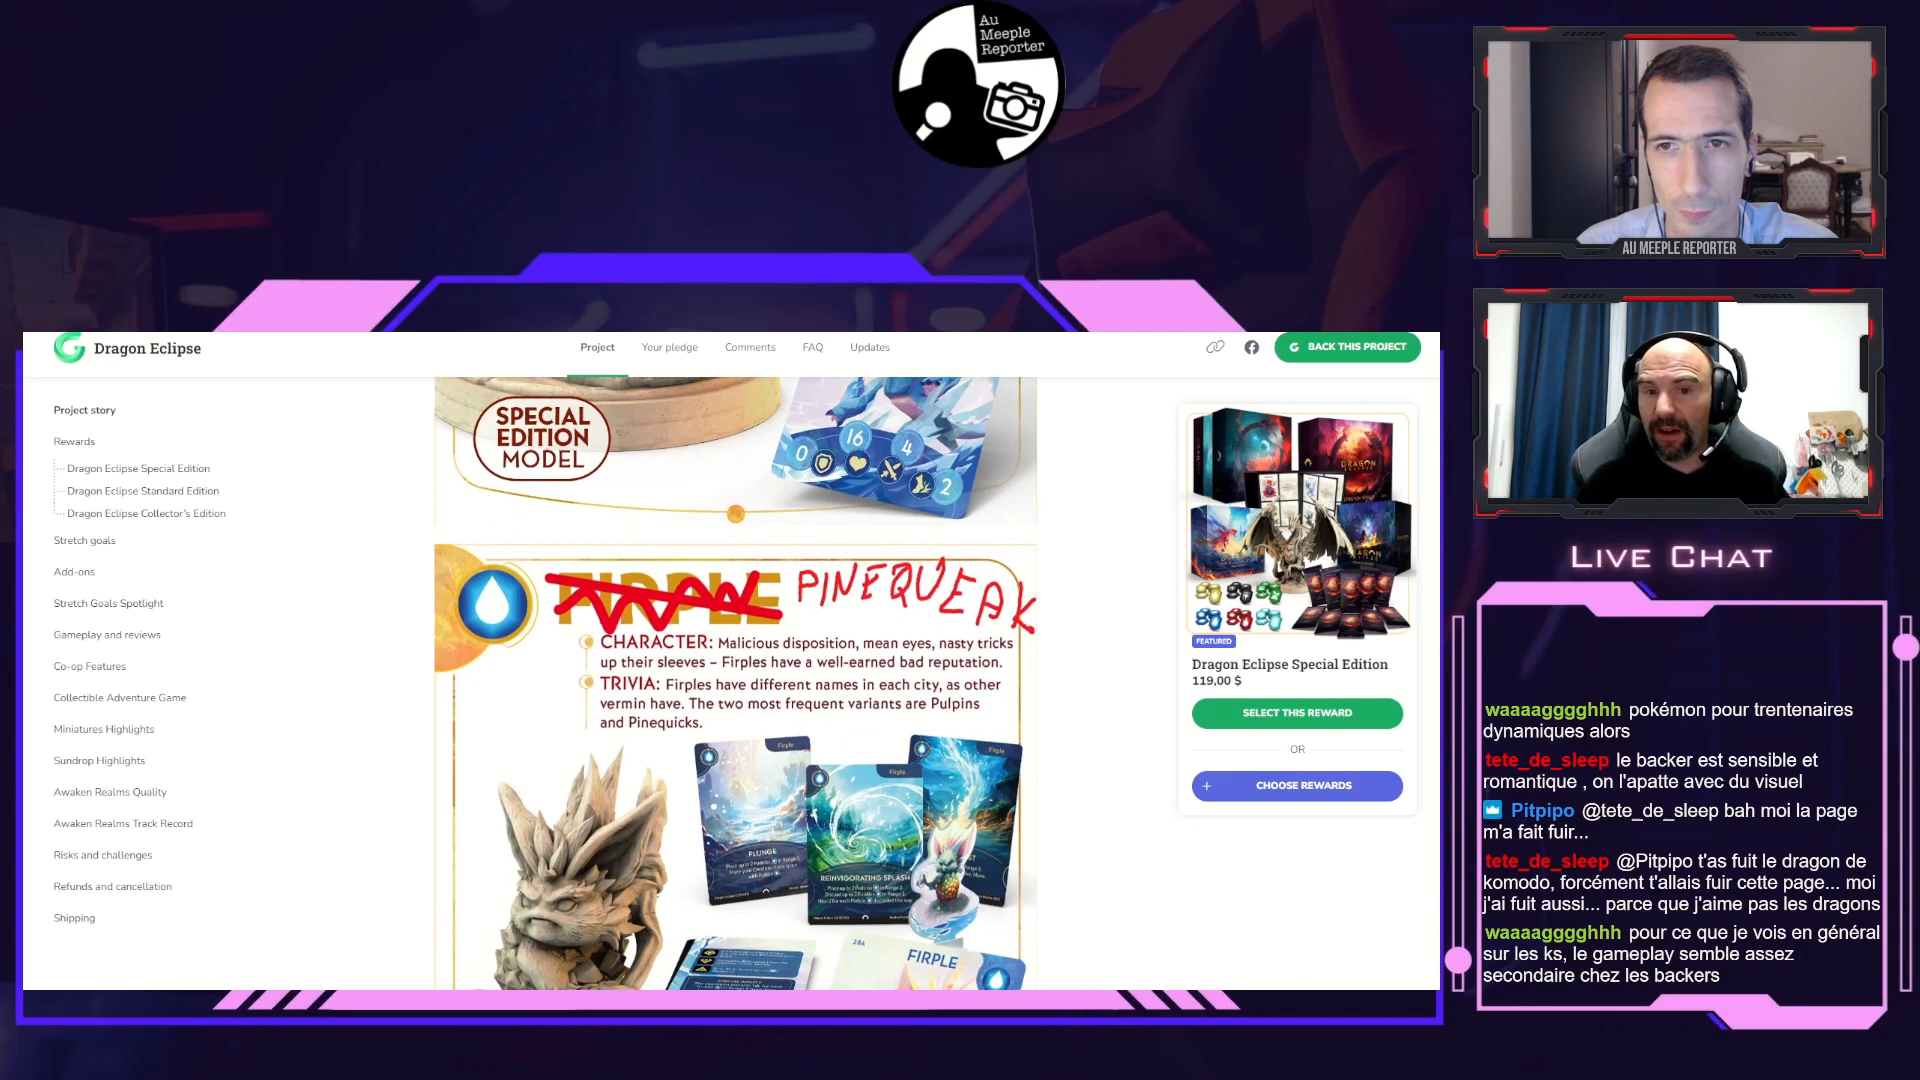 Au
Meeple
Reporter
AU MEEPLE REPORTER
Dragon Eclipse
Project
Your pledge
Comments
FAQ
Updates
BACK THIS PROJECT
Project story
Rewards
Dragon Eclipse Special Edition
Dragon Eclipse Standard Edition
Dragon Eclipse Collector's Edition
Stretch goals
Add-ons
Stretch Goals Spotlight
Gameplay and reviews
Co-op Features
Collectible Adventure Game
Miniatures Highlights
Sundrop Highlights
Awaken Realms Quality
Awaken Realms Track Record
Risks and challenges
Refunds and cancellation
Shipping
SPECIAL
EDITION
MODEL
0
16
4
2
FIRPLE PINEQUEAK
CHARACTER: Malicious disposition, mean eyes, nasty tricks
up their sleeves – Firples have a well-earned bad reputation.
TRIVIA: Firples have different names in each city, as other
vermin have. The two most frequent variants are Pulpins
and Pinequicks.
Firple
Firple
Firple
PLUNGE
REINVIGORATING SPLASH
184
FIRPLE
DRAGON
FEATURED
Dragon Eclipse Special Edition
119,00 $
SELECT THIS REWARD
OR
+ CHOOSE REWARDS
LIVE CHAT
waaaagggghhh pokémon pour trentenaires
dynamiques alors
tete_de_sleep le backer est sensible et
romantique , on l'apatte avec du visuel
Pitpipo @tete_de_sleep bah moi la page
m'a fait fuir...
tete_de_sleep @Pitpipo t'as fuit le dragon de
komodo, forcément t'allais fuir cette page... moi
j'ai fuit aussi... parce que j'aime pas les dragons
waaaagggghhh pour ce que je vois en général
sur les ks, le gameplay semble assez
secondaire chez les backers